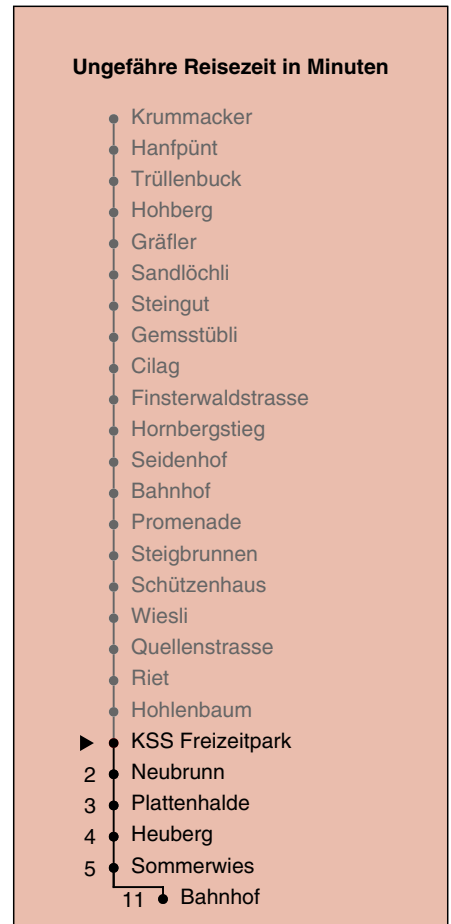 Ungefähre Reisezeit in Minuten
Krummacker
Hanfpünt
Trüllenbuck
Hohberg
Gräfler
Sandlöchli
Steingut
Gemsstübli
Cilag
Finsterwaldstrasse
Hornbergstieg
Seidenhof
Bahnhof
Promenade
Steigbrunnen
Schützenhaus
Wiesli
Quellenstrasse
Riet
Hohlenbaum
KSS Freizeitpark
2 Neubrunn
3 Plattenhalde
4 Heuberg
5 Sommerwies
11 Bahnhof